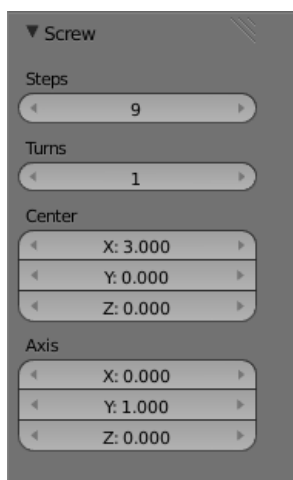 Screw
Steps
9
Turns
1
Center
X: 3.000
Y: 0.000
Z: 0.000
Axis
X: 0.000
Y: 1.000
Z: 0.000